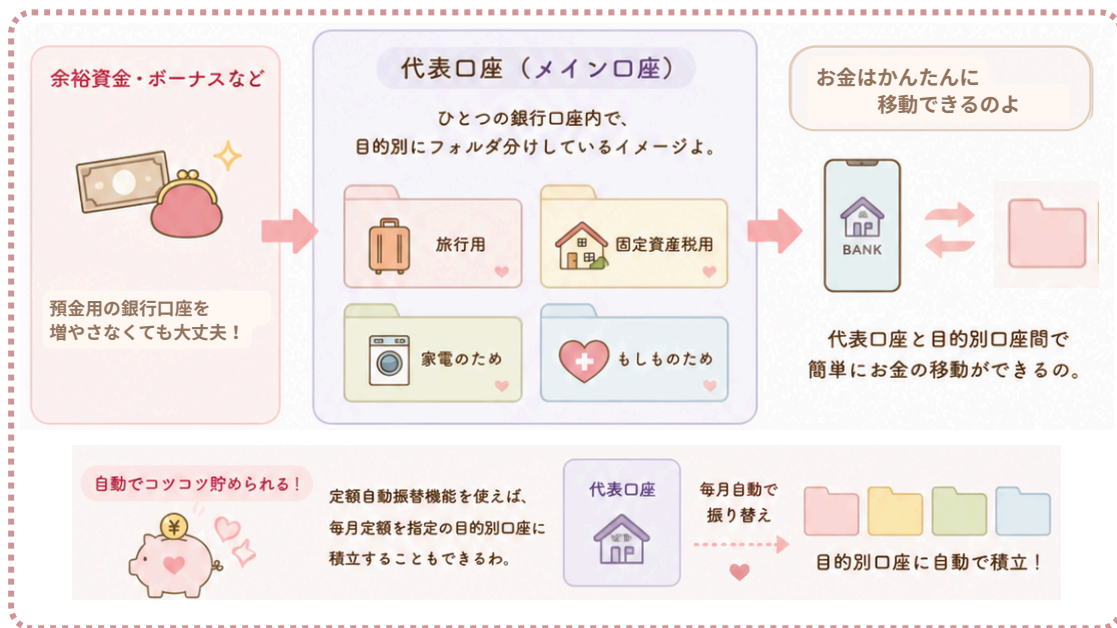 余裕資金・ボーナスなど
預金用の銀行口座を
増やさなくても大丈夫！
代表口座（メイン口座）
ひとつの銀行口座内で、
目的別にフォルダ分けしているイメージよ。
旅行用
固定資産税用
家電のため
もしものため
お金はかんたんに
移動できるのよ
BANK
代表口座と目的別口座間で
簡単にお金の移動ができるの。
自動でコツコツ貯められる！
¥
定額自動振替機能を使えば、
毎月定額を指定の目的別口座に
積立することもできるわ。
代表口座
毎月自動で
振り替え
目的別口座に自動で積立！